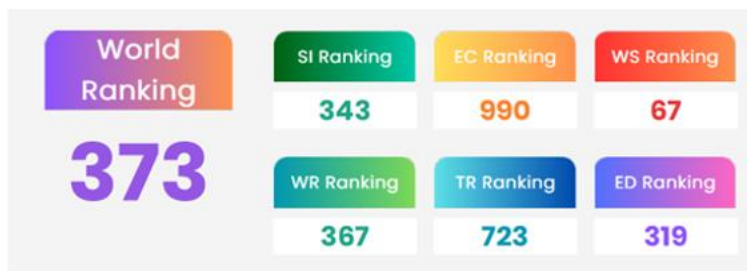 World
Ranking
373
SI Ranking
343
EC Ranking
990
WS Ranking
67
WR Ranking
367
TR Ranking
723
ED Ranking
319